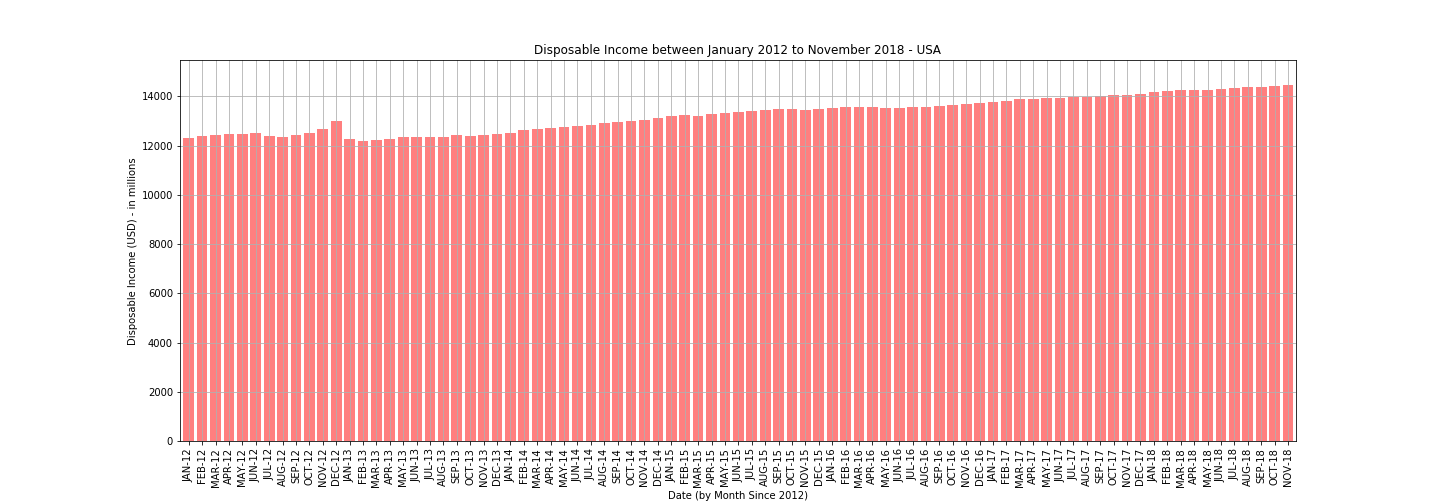 Disposable Income between January 2012 to November 2018 - USA
Disposable Income (USD) - in millions
14000
12000
10000
8000
6000
4000
2000
0
JAN-12
FEB-12
MAR-12
APR-12
MAY-12
JUN-12
JUL-12
AUG-12
SEP-12
OCT-12
NOV-12
DEC-12
JAN-13
FEB-13
MAR-13
APR-13
MAY-13
JUN-13
JUL-13
AUG-13
SEP-13
OCT-13
NOV-13
DEC-13
JAN-14
FEB-14
MAR-14
APR-14
MAY-14
JUN-14
JUL-14
AUG-14
SEP-14
OCT-14
NOV-14
DEC-14
JAN-15
FEB-15
MAR-15
APR-15
MAY-15
JUN-15
JUL-15
AUG-15
SEP-15
OCT-15
NOV-15
DEC-15
JAN-16
FEB-16
MAR-16
APR-16
MAY-16
JUN-16
JUL-16
AUG-16
SEP-16
OCT-16
NOV-16
DEC-16
JAN-17
FEB-17
MAR-17
APR-17
MAY-17
JUN-17
JUL-17
AUG-17
SEP-17
OCT-17
NOV-17
DEC-17
JAN-18
FEB-18
MAR-18
APR-18
MAY-18
JUN-18
JUL-18
AUG-18
SEP-18
OCT-18
NOV-18
Date (by Month Since 2012)